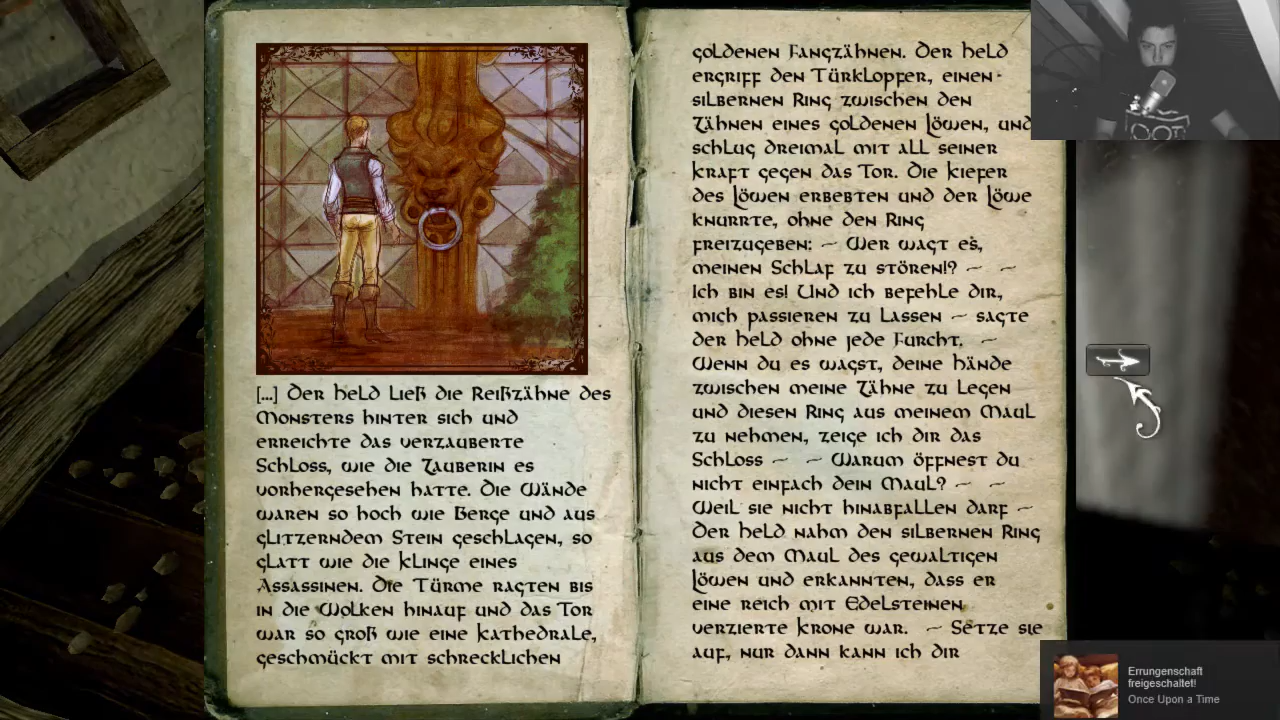 [...] Der Held ließ die Reißzähne des
Monsters hinter sich und
erreichte das verzauberte
Schloss, wie die Zauberin es
vorhergesehen hatte. Die Wände
waren so hoch wie Berge und aus
glitzerndem Stein geschlagen, so
glatt wie die Klinge eines
Assassinen. Die Türme ragten bis
in die Wolken hinauf und das Tor
war so groß wie eine Kathedrale,
geschmückt mit schrecklichen
goldenen Fangzähnen. Der Held
ergriff den Türklopfer, einen
silbernen Ring zwischen den
Zähnen eines goldenen Löwen, und
schlug dreimal mit all seiner
Kraft gegen das Tor. Die Kiefer
des Löwen erbebten und der Löwe
knurrte, ohne den Ring
freizugeben: ~ Wer wagt es,
meinen Schlaf zu stören!? ~ ~
Ich bin es! Und ich befehle dir,
mich passieren zu lassen ~ sagte
der Held ohne jede Furcht. ~
Wenn du es wagst, deine Hände
zwischen meine Zähne zu legen
und diesen Ring aus meinem Maul
zu nehmen, zeige ich dir das
Schloss ~ ~ Warum öffnest du
nicht einfach dein Maul? ~ ~
Weil sie nicht hinabfallen darf ~
Der Held nahm den silbernen Ring
aus dem Maul des gewaltigen
Löwen und erkannten, dass er
eine reich mit Edelsteinen
verzierte Krone war. ~ Setze sie
auf, nur dann kann ich dir
Errungenschaft
freigeschaltet!
Once Upon a Time